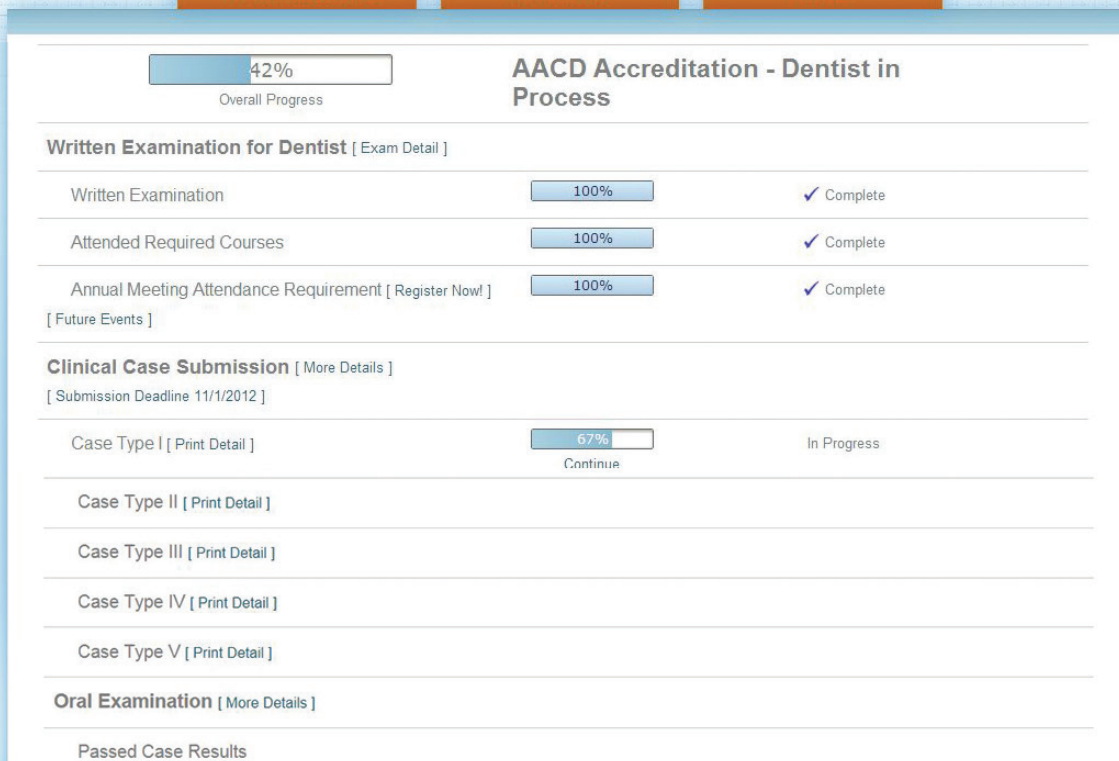 42%
Overall Progress
AACD Accreditation - Dentist in
Process
Written Examination for Dentist [ Exam Detail ]
Written Examination 100% Complete
Attended Required Courses 100% Complete
Annual Meeting Attendance Requirement [ Register Now! ] 100% Complete
[ Future Events ]
Clinical Case Submission [ More Details ]
[ Submission Deadline 11/1/2012 ]
Case Type I [ Print Detail ] 67% In Progress
Continue
Case Type II [ Print Detail ]
Case Type III [ Print Detail ]
Case Type IV [ Print Detail ]
Case Type V [ Print Detail ]
Oral Examination [ More Details ]
Passed Case Results